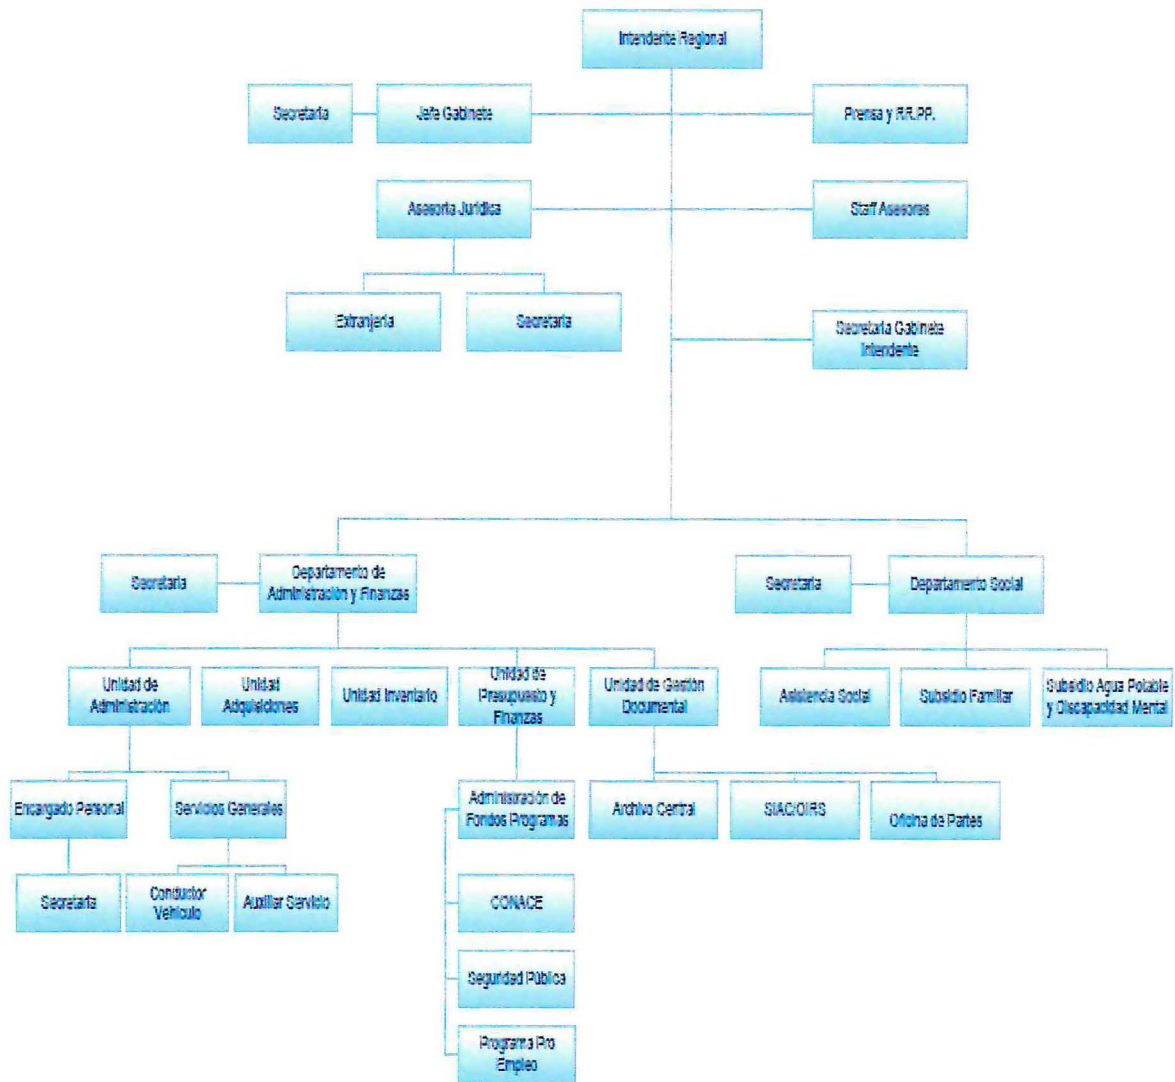 Intendente Regional
Secretaria
Jefe Gabinete
Prensa y RR.PP.
Asesoria Jurídica
Staff Asesores
Extranjeria
Secretaria
Secretaria Gabinete
Intendente
Secretaria
Departamento de
Administración y Finanzas
Secretaria
Departamento Social
Unidad de
Administración
Unidad
Adquisiciones
Unidad Inventario
Unidad de
Presupuesto y
Finanzas
Unidad de Gestión
Documental
Asistencia Social
Subsidio Familiar
Subsidio Agua Potable
y Discapacidad Mental
Encargado Personal
Servicios Generales
Administración de
Fondos Programas
Archivo Central
SIAC/OIRS
Oficina de Partes
Secretaria
Conductor
Vehículo
Auxiliar Servicio
CONACE
Seguridad Pública
Programa Pro
Empleo